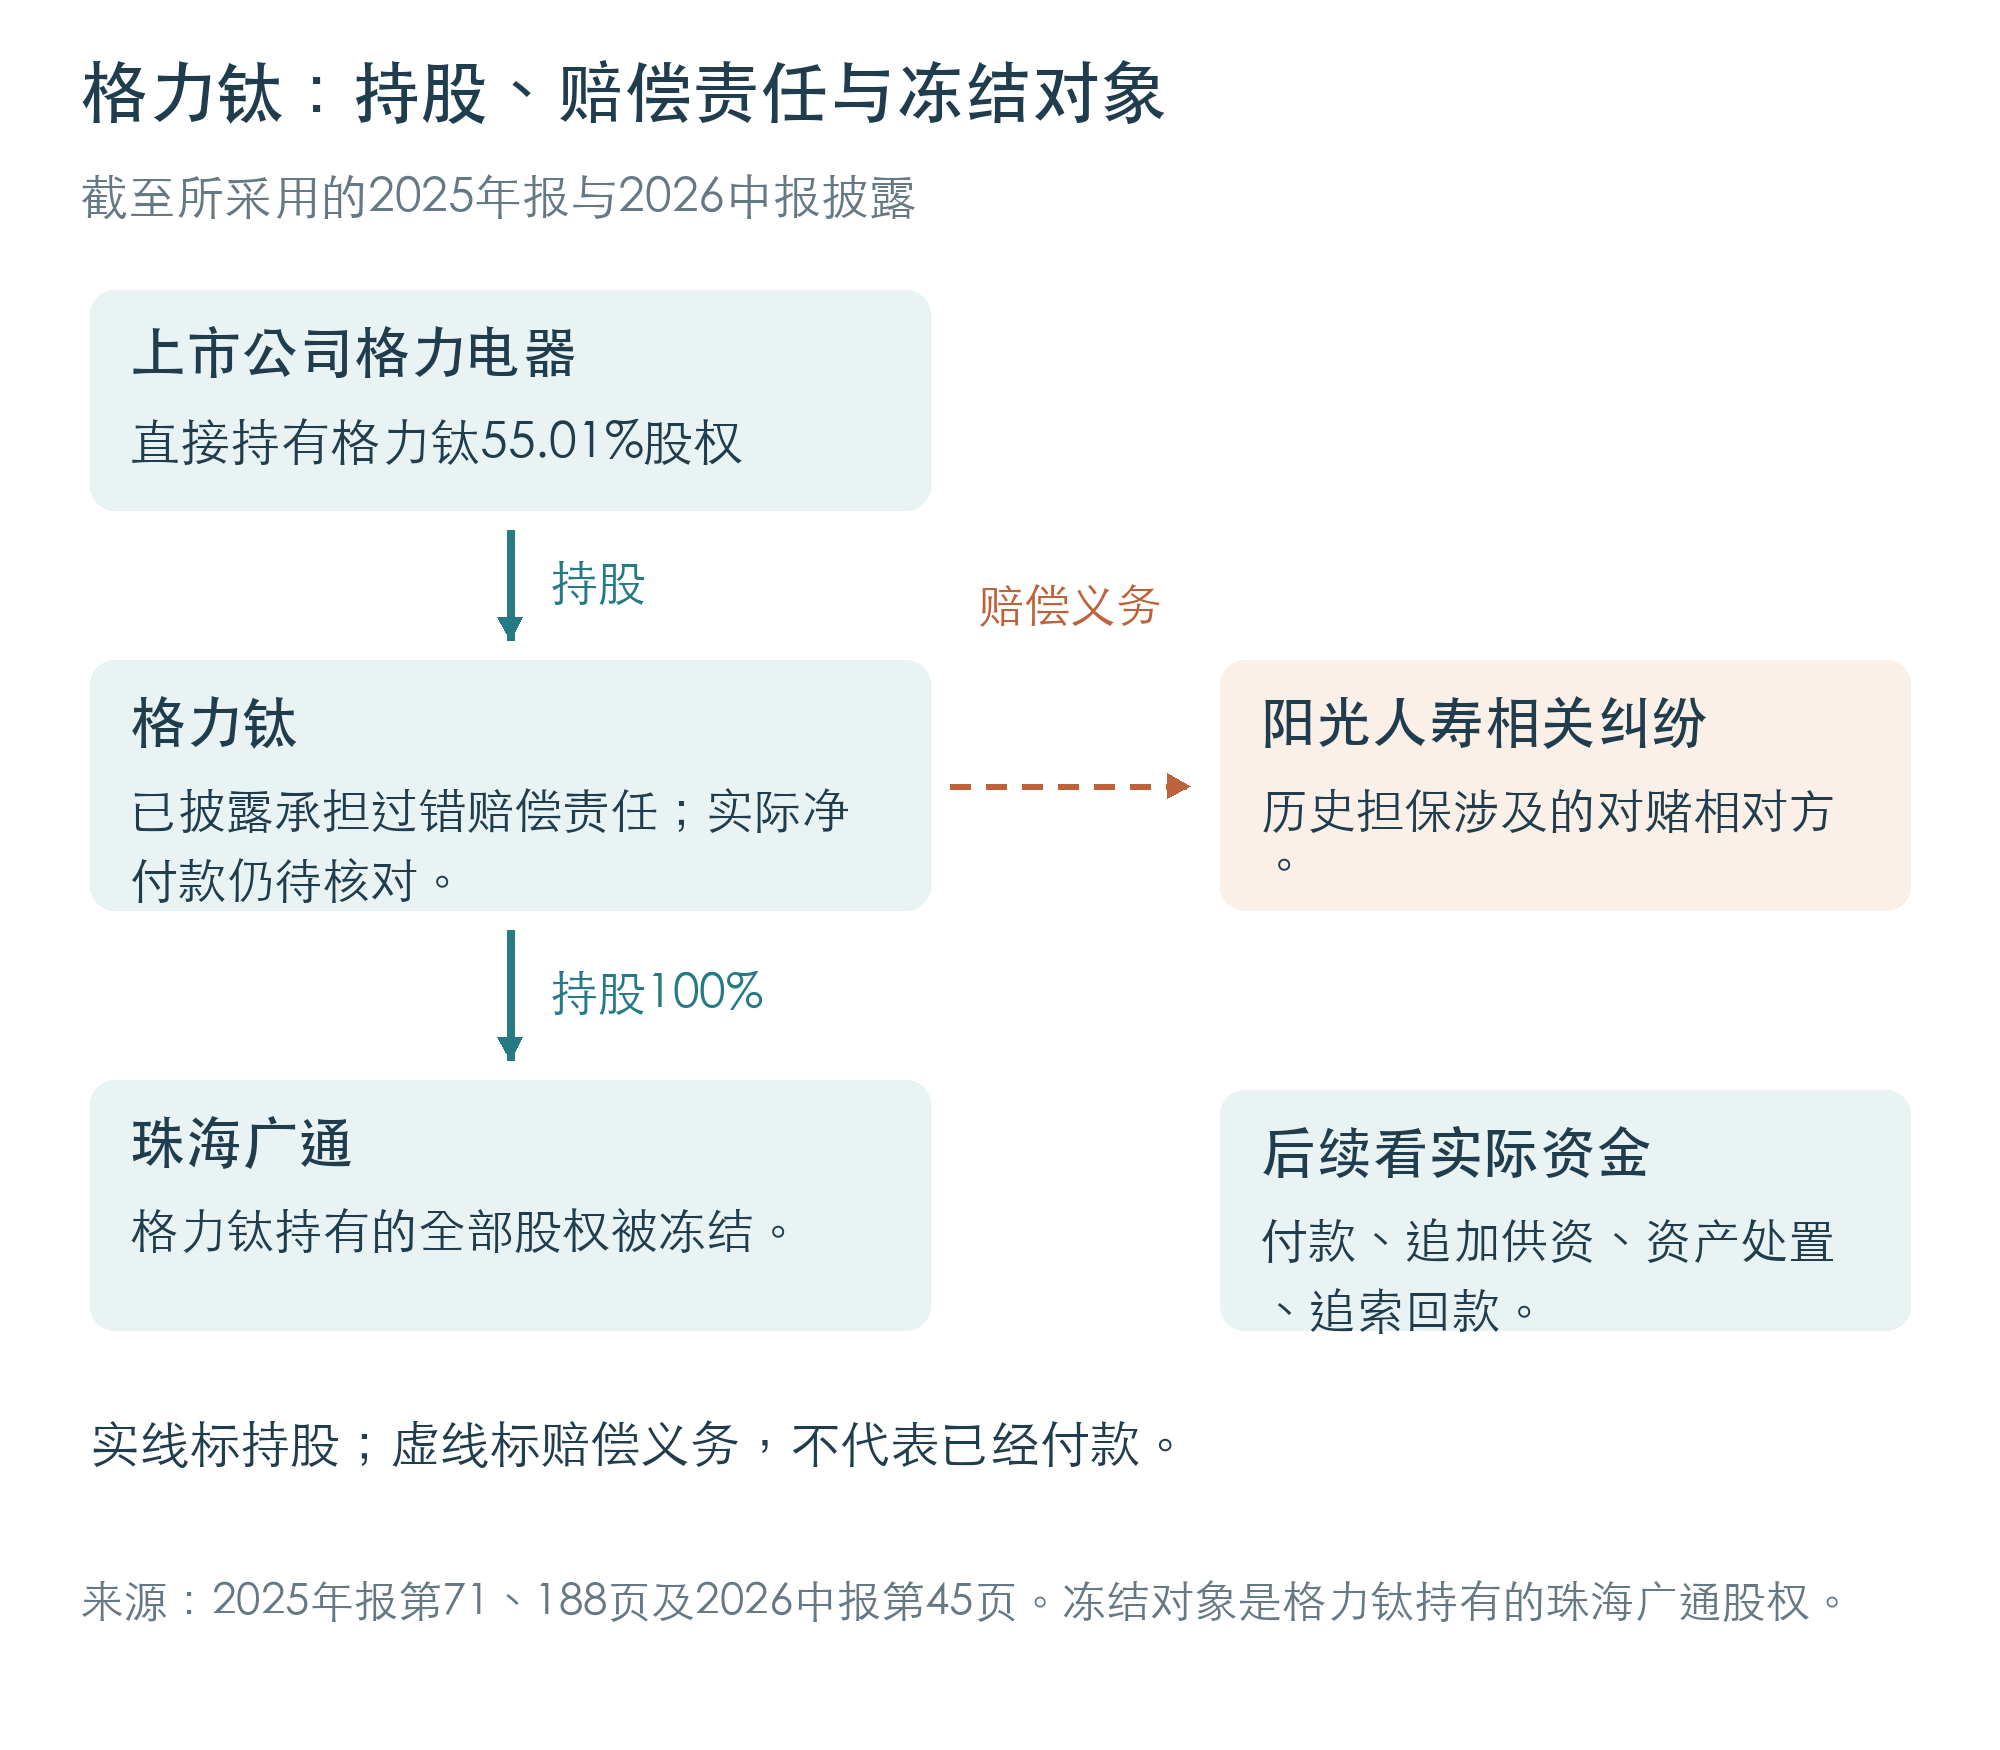 格力钛：持股、赔偿责任与冻结对象
截至所采用的2025年报与2026中报披露
上市公司格力电器
直接持有格力钛55.01%股权
持股
赔偿义务
格力钛
已披露承担过错赔偿责任；实际净
付款仍待核对。
阳光人寿相关纠纷
历史担保涉及的对赌相对方
。
持股100%
珠海广通
格力钛持有的全部股权被冻结。
后续看实际资金
付款、追加供资、资产处置
、追索回款。
实线标持股；虚线标赔偿义务，不代表已经付款。
来源：2025年报第71、188页及2026中报第45页。冻结对象是格力钛持有的珠海广通股权。